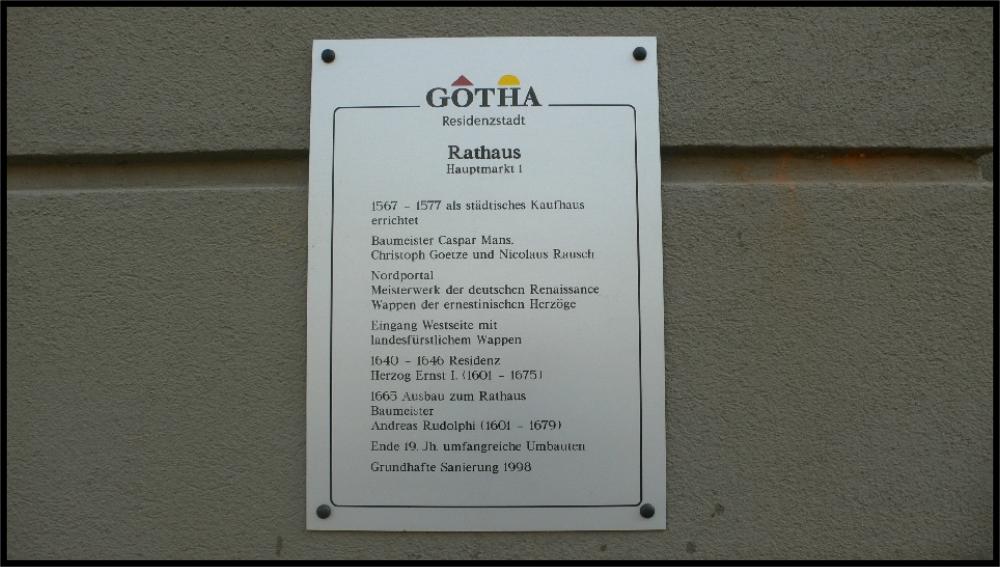 GOTHA
Residenzstadt
Rathaus
Hauptmarkt 1
1567 - 1577 als städtisches Kaufhaus
errichtet
Baumeister Caspar Mans,
Christoph Goetze und Nicolaus Rausch
Nordportal
Meisterwerk der deutschen Renaissance
Wappen der ernestinischen Herzöge
Eingang Westseite mit
landesfürstlichem Wappen
1640 - 1646 Residenz
Herzog Ernst I. (1601 - 1675)
1665 Ausbau zum Rathaus
Baumeister
Andreas Rudolphi (1601 - 1679)
Ende 19. Jh. umfangreiche Umbauten
Grundhafte Sanierung 1998